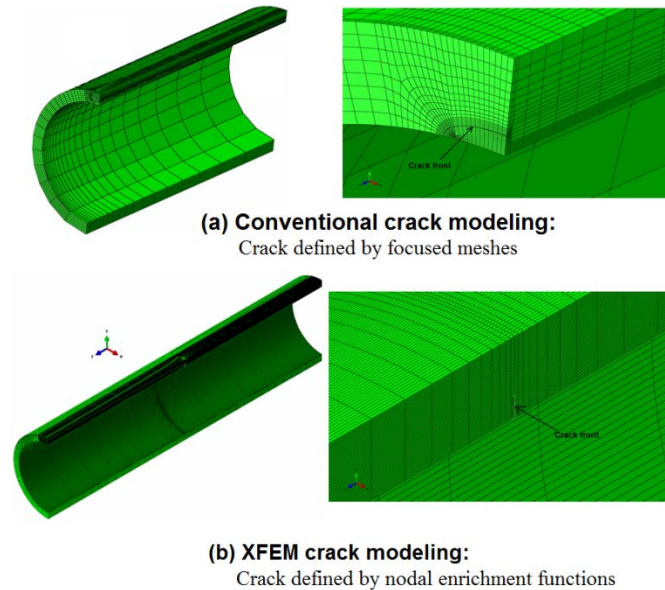 Crack front
(a) Conventional crack modeling:
Crack defined by focused meshes
Crack front
(b) XFEM crack modeling:
Crack defined by nodal enrichment functions